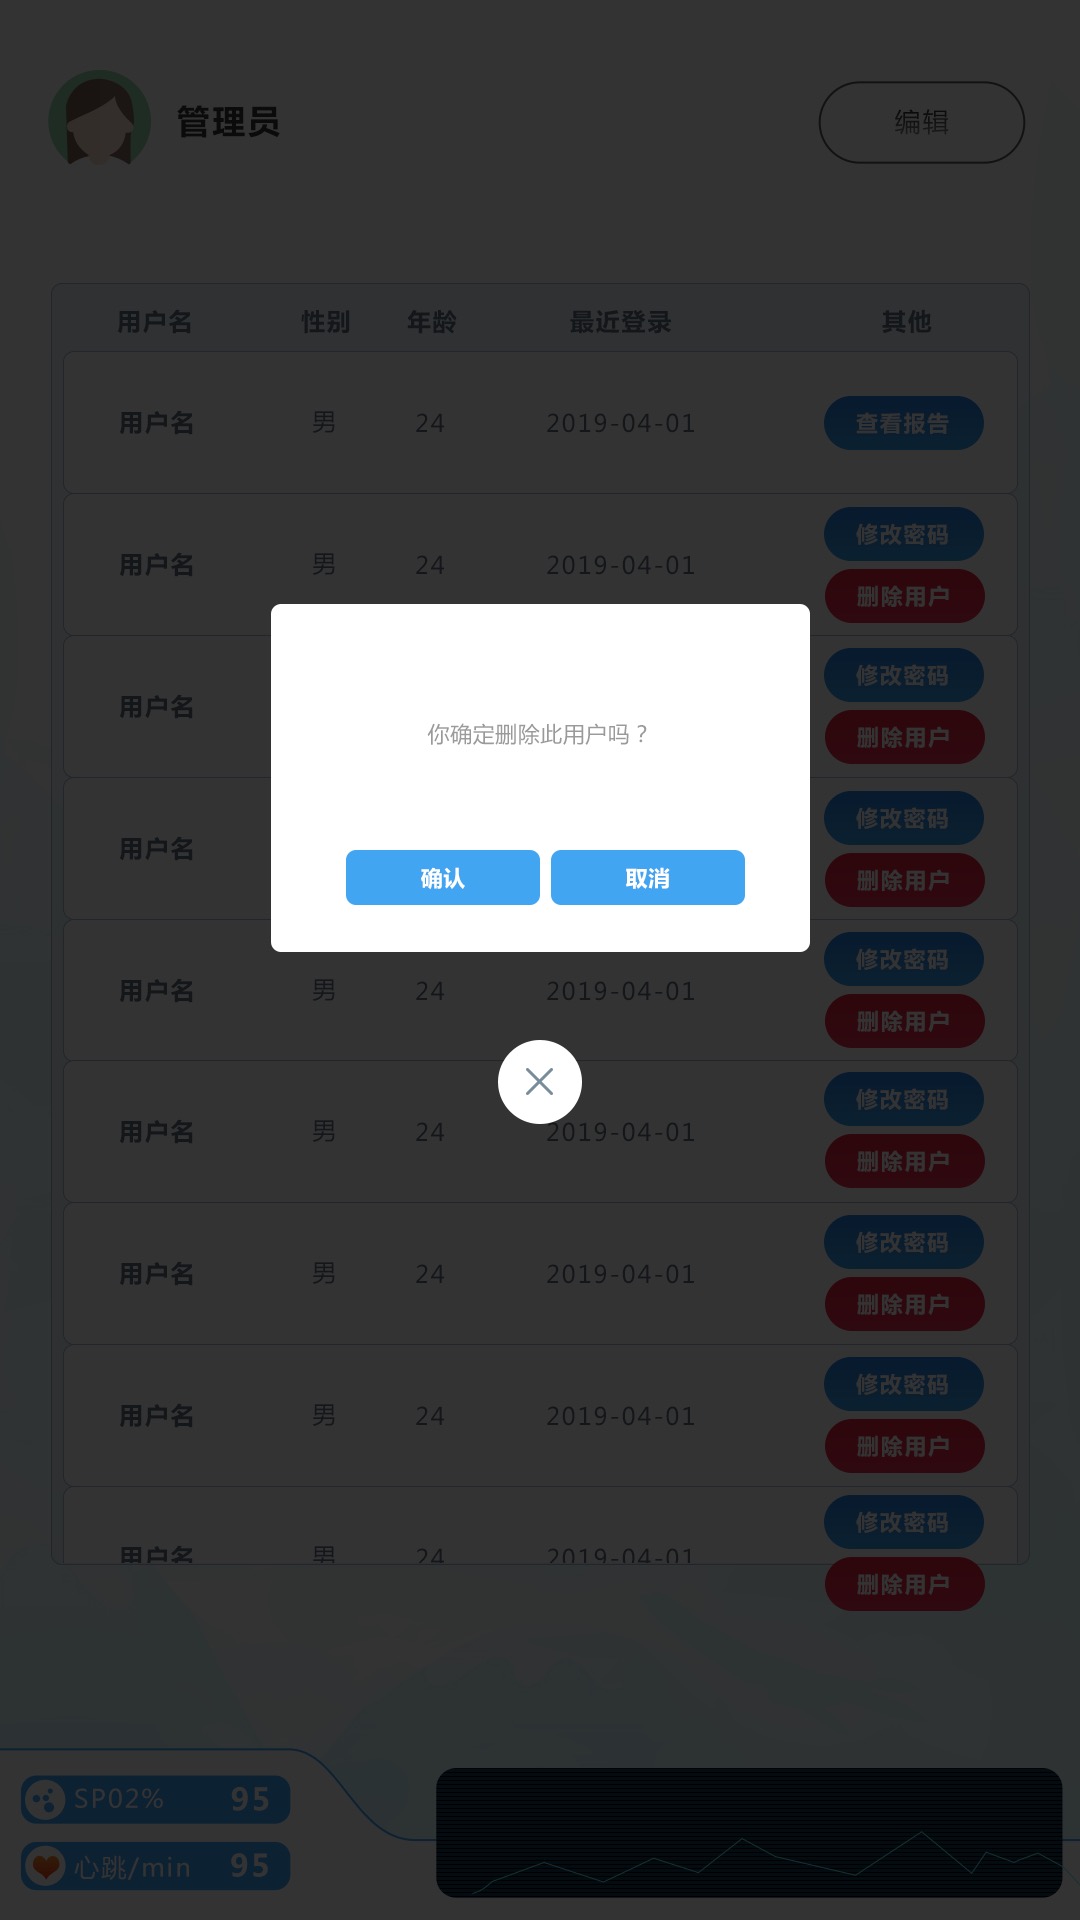 管理员 编辑
用户名 性别 年龄 最近登录 其他
用户名 男 24 2019-04-01 查看报告
用户名 男 24 2019-04-01 修改密码
删除用户
用户名 修改密码
删除用户
你确定删除此用户吗？
用户名 修改密码
删除用户
确认 取消
用户名 男 24 2019-04-01 修改密码
删除用户
用户名 男 24 2019-04-01 修改密码
删除用户
用户名 男 24 2019-04-01 修改密码
删除用户
用户名 男 24 2019-04-01 修改密码
删除用户
用户名 男 24 2019-04-01 修改密码
删除用户
SPO2% 95
心跳/min 95